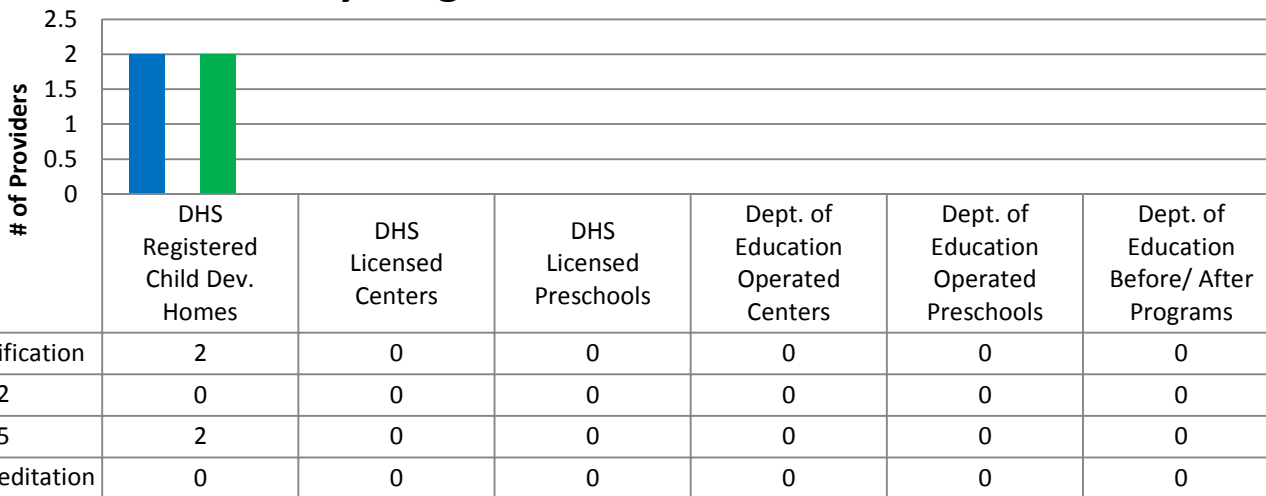 2.5
2
1.5
1
0.5
0
# of Providers
DHS Registered Child Dev. Homes
DHS Licensed Centers
DHS Licensed Preschools
Dept. of Education Operated Centers
Dept. of Education Operated Preschools
Dept. of Education Before/ After Programs
ification 2 0 0 0 0 0
2 0 0 0 0 0 0
5 2 0 0 0 0 0
editation 0 0 0 0 0 0